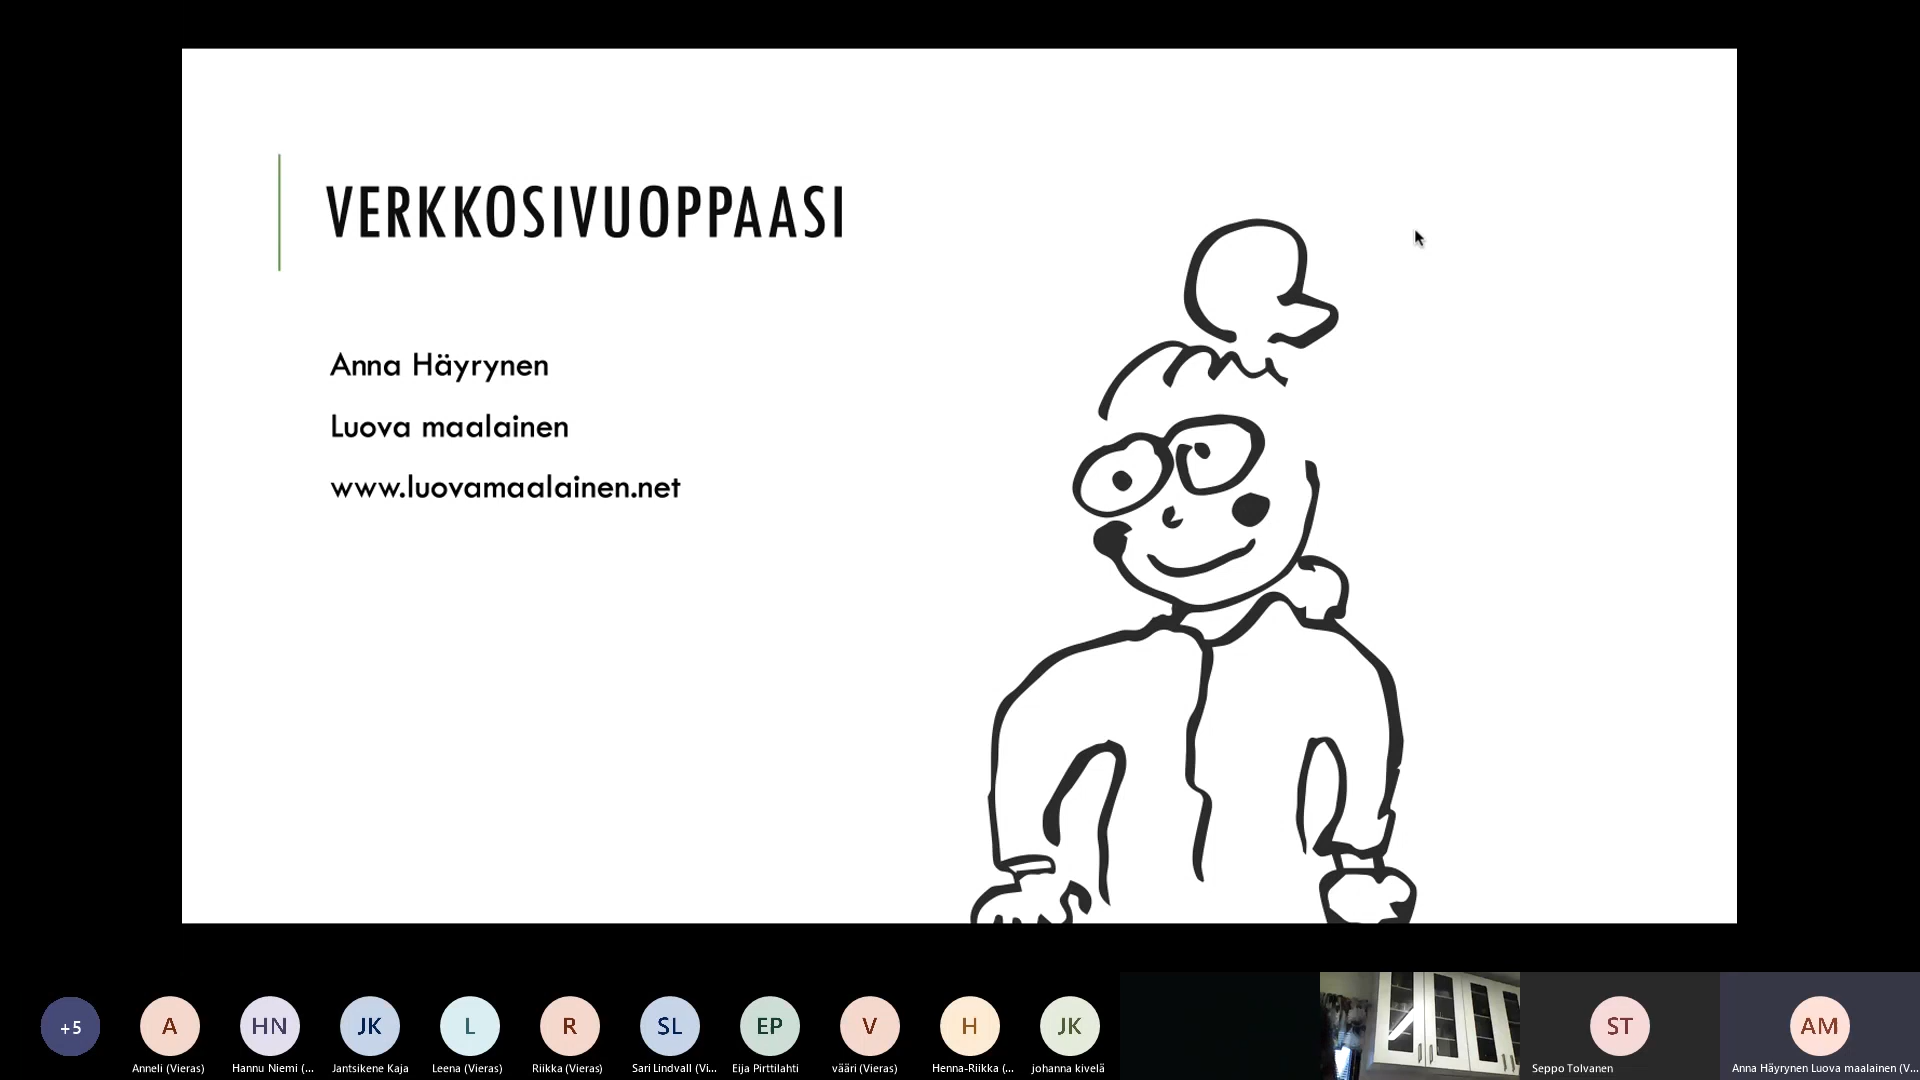 VERKKOSIVUOPPAASI
Anna Häyrynen
Luova maalainen
www.luovamaalainen.net
+5
A
HN
JK
L
R
SL
EP
V
H
JK
ST
AM
Anneli (Vieras)
Hannu Niemi (...
Jantsikene Kaja
Leena (Vieras)
Riikka (Vieras)
Sari Lindvall (Vi...
Eija Pirttilahti
vääri (Vieras)
Henna-Riikka (...
johanna kivelä
Seppo Tolvanen
Anna Häyrynen Luova maalainen (V...